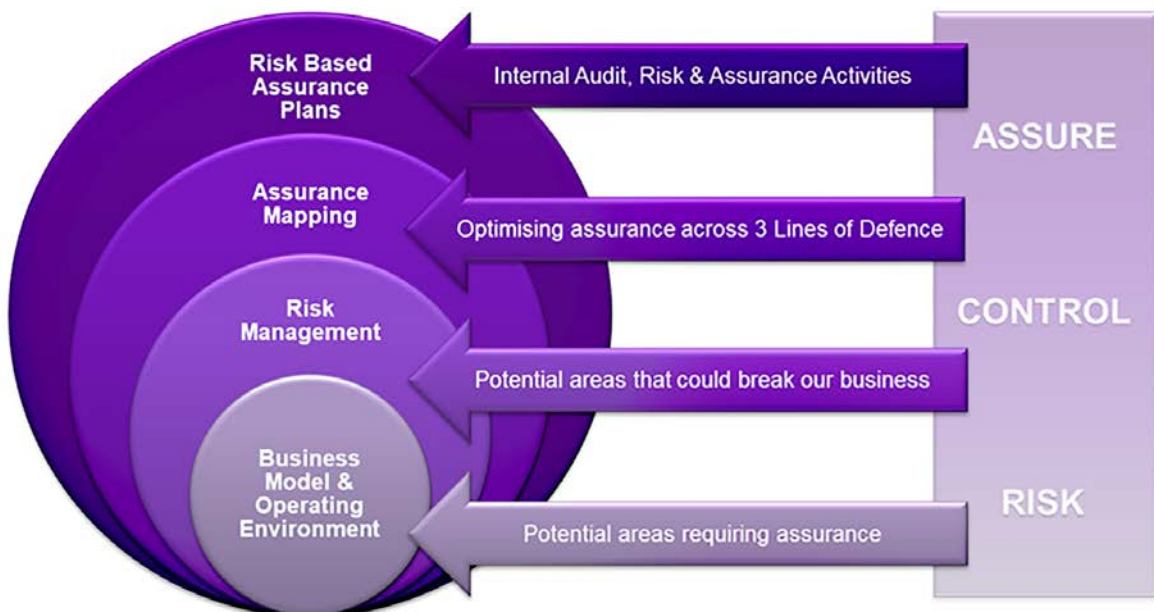 Risk Based
Assurance
Plans
Internal Audit, Risk & Assurance Activities
ASSURE
Assurance
Mapping
Optimising assurance across 3 Lines of Defence
CONTROL
Risk
Management
Potential areas that could break our business
Business
Model &
Operating
Environment
Potential areas requiring assurance
RISK